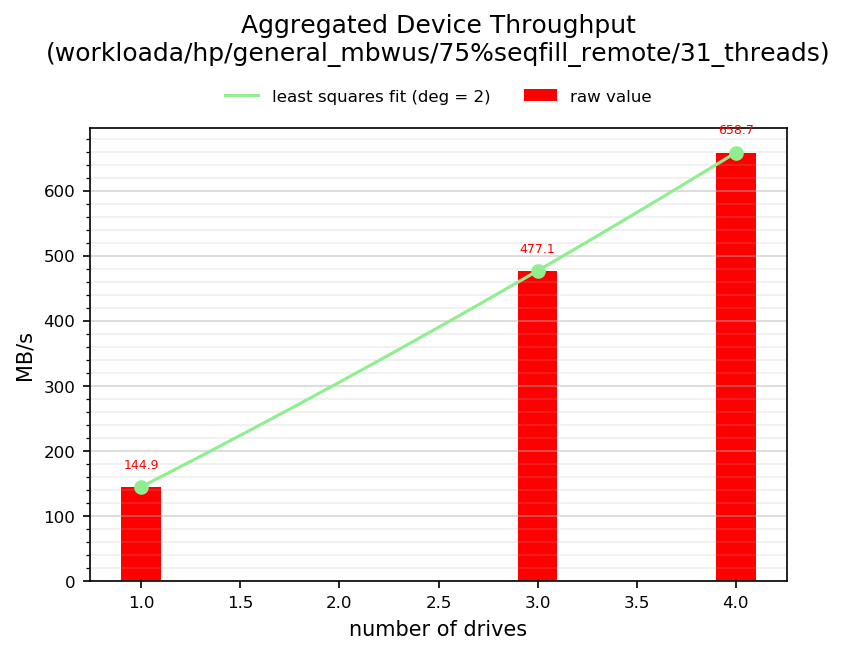 Aggregated Device Throughput
(workloada/hp/general_mbwus/75%seqfill_remote/31_threads)
least squares fit (deg = 2)
raw value
658.7
600
477.1
500
400
MB/s
300
200
144.9
100
0
1.0 1.5 2.0 2.5 3.0 3.5 4.0
number of drives